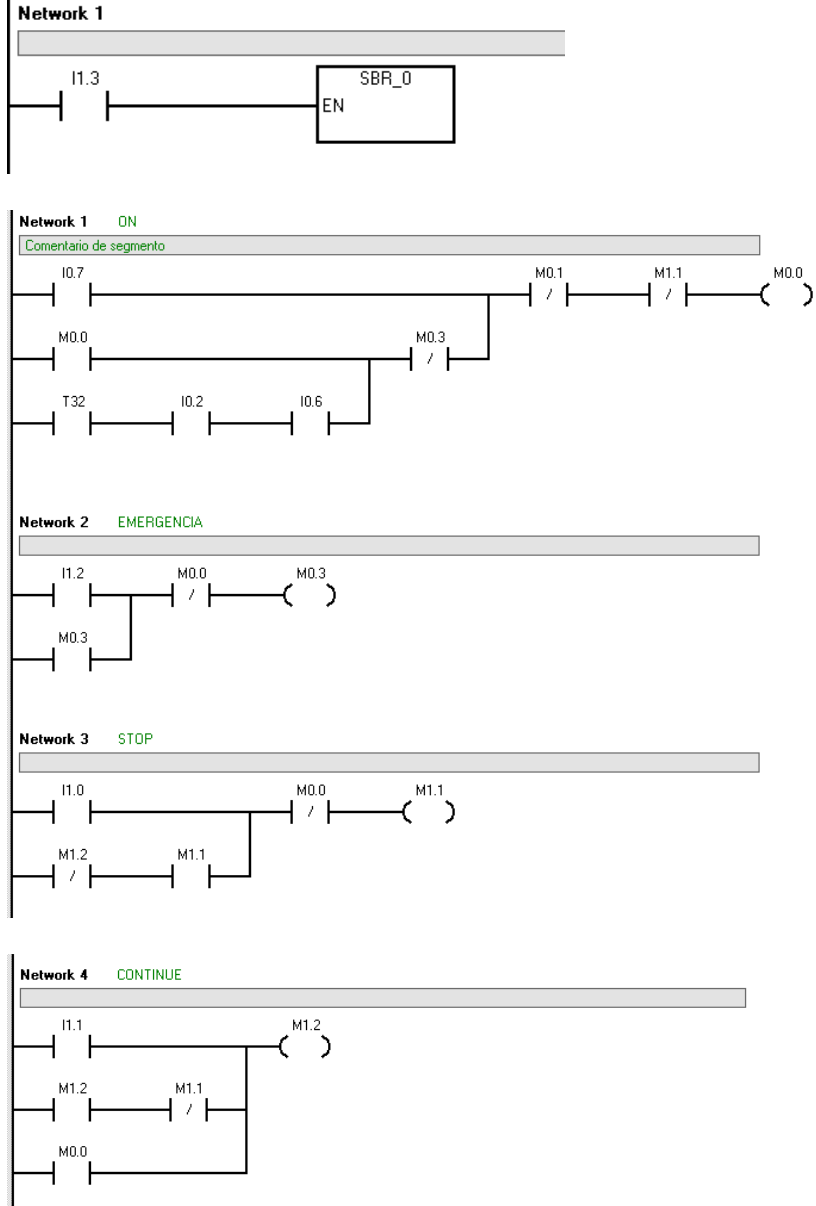 Network 1
I1.3
SBR_0
EN
Network 1 ON
Comentario de segmento
I0.7 M0.1 M1.1 M0.0
M0.0 M0.3
T32 I0.2 I0.6
Network 2 EMERGENCIA
I1.2 M0.0 M0.3
M0.3
Network 3 STOP
I1.0 M0.0 M1.1
M1.2 M1.1
Network 4 CONTINUE
I1.1 M1.2
M1.2 M1.1
M0.0